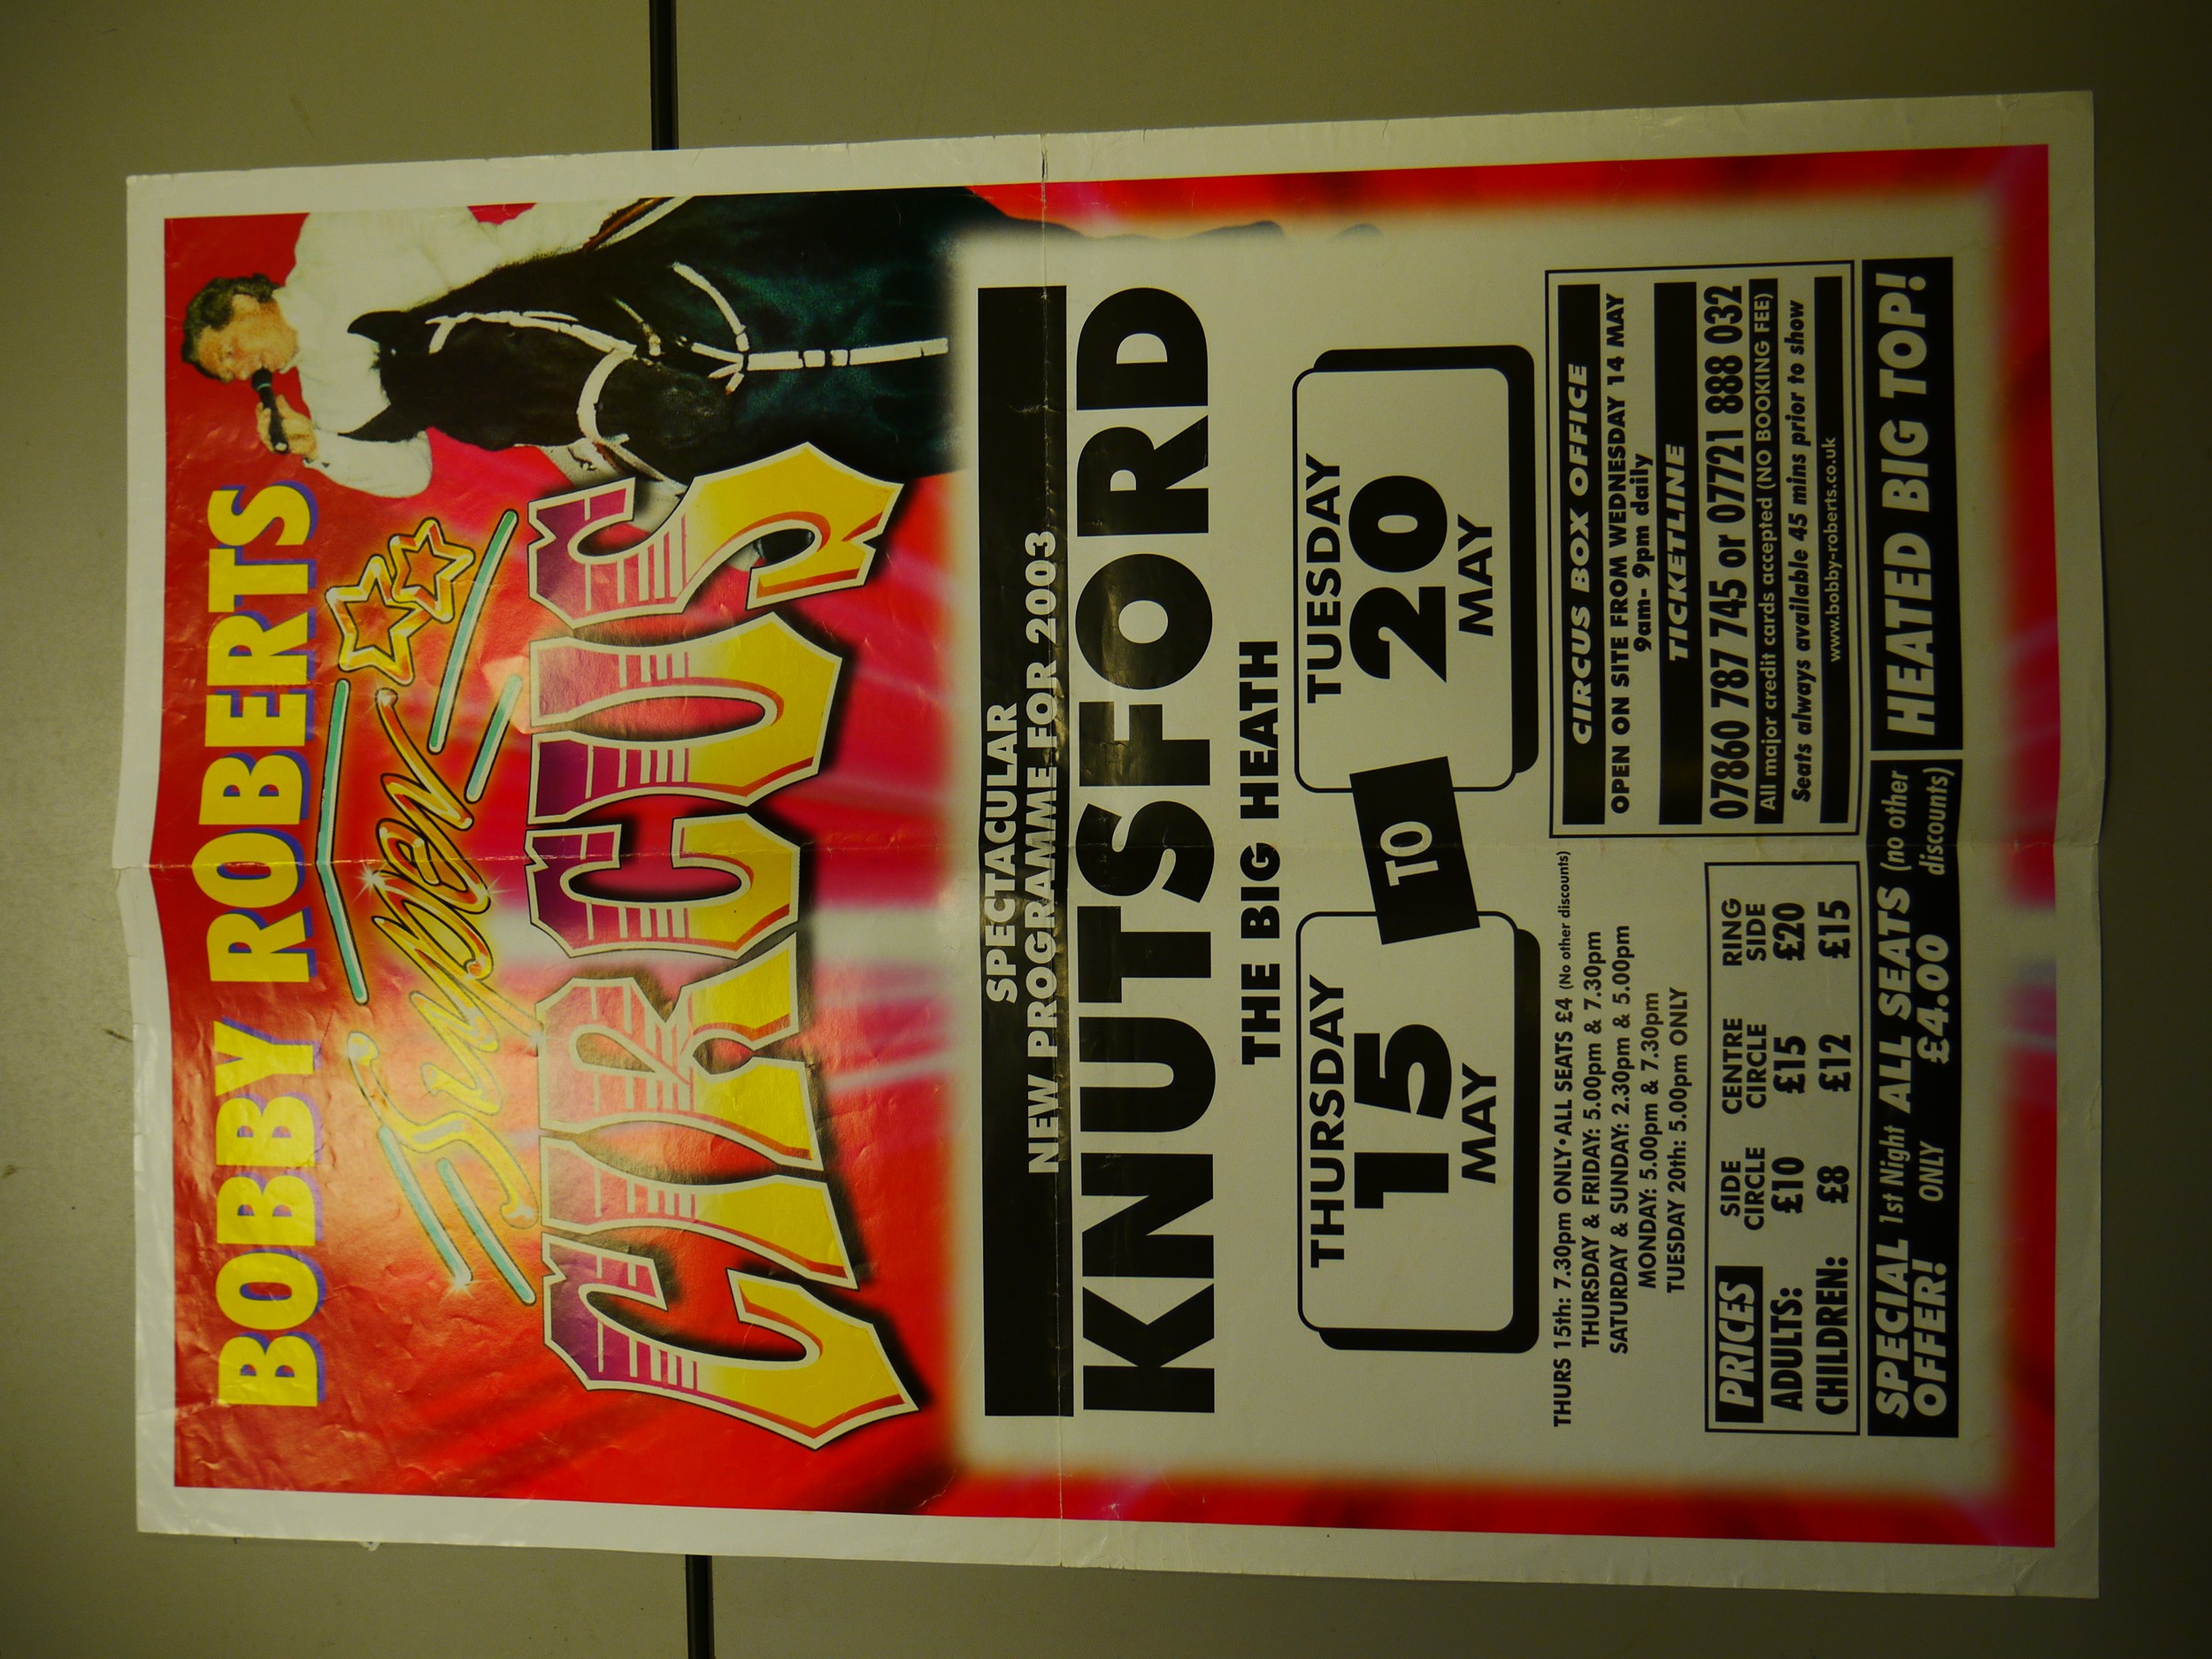 BOBBY ROBERTS
Super
CIRCUS
SPECTACULAR
NEW PROGRAMME FOR 2003
KNUTSFORD
THE BIG HEATH
THURSDAY
15
MAY
TO
TUESDAY
20
MAY
THURS 15th: 7.30pm ONLY•ALL SEATS £4 (No other discounts)
THURSDAY & FRIDAY: 5.00pm & 7.30pm
SATURDAY & SUNDAY: 2.30pm & 5.00pm
MONDAY: 5.00pm & 7.30pm
TUESDAY 20th: 5.00pm ONLY
PRICES SIDE CIRCLE CENTRE CIRCLE RING SIDE
ADULTS: £10 £15 £20
CHILDREN: £8 £12 £15
CIRCUS BOX OFFICE
OPEN ON SITE FROM WEDNESDAY 14 MAY
9am- 9pm daily
TICKETLINE
07860 787 745 or 07721 888 032
All major credit cards accepted (NO BOOKING FEE)
Seats always available 45 mins prior to show
www.bobby-roberts.co.uk
SPECIAL 1st Night ALL SEATS (no other
OFFER! ONLY £4.00 discounts)
HEATED BIG TOP!